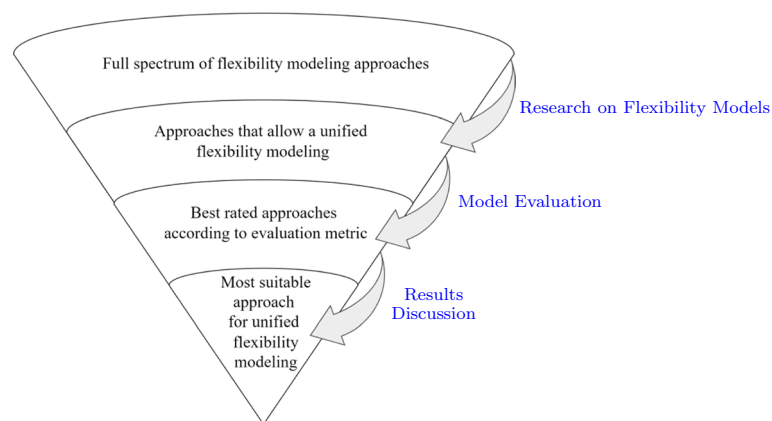 Full spectrum of flexibility modeling approaches
Research on Flexibility Models
Approaches that allow a unified
flexibility modeling
Model Evaluation
Best rated approaches
according to evaluation metric
Results
Discussion
Most suitable
approach
for unified
flexibility
modeling